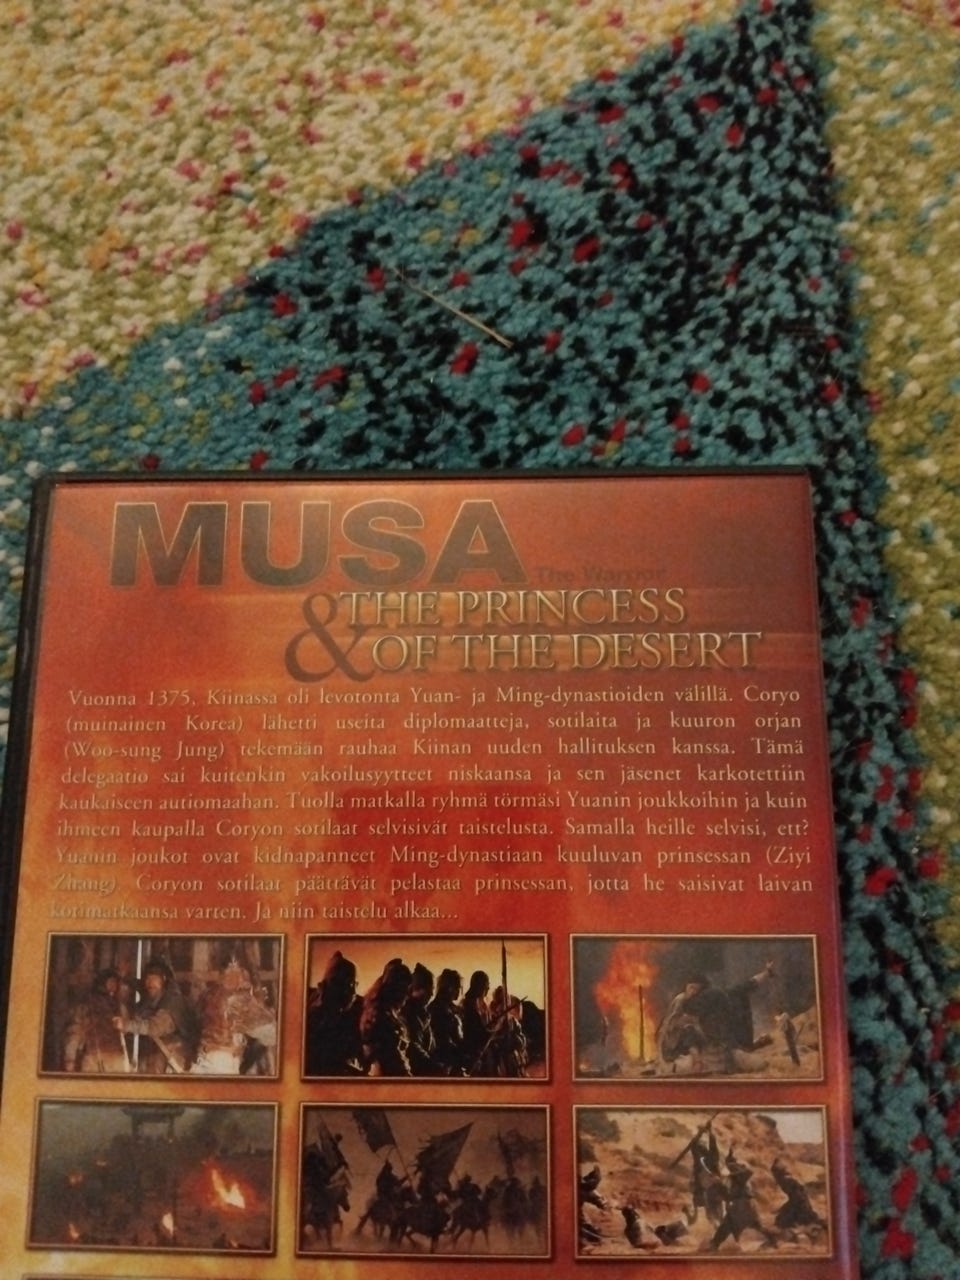 MUSA
The Warrior
& THE PRINCESS
OF THE DESERT
Vuonna 1375, Kiinassa oli levotonta Yuan- ja Ming-dynastioiden välillä. Coryo
(muinainen Korea) lähetti useita diplomaatteja, sotilaita ja kuuron orjan
(Woo-sung Jung) tekemään rauhaa Kiinan uuden hallituksen kanssa. Tämä
delegaatio sai kuitenkin vakoilusyytteet niskaansa ja sen jäsenet karkotettiin
kaukaiseen autiomaahan. Tuolla matkalla ryhmä törmäsi Yuanin joukkoihin ja kuin
ihmeen kaupalla Coryon sotilaat selvisivät taistelusta. Samalla heille selvisi, ett?
Yuanin joukot ovat kidnapanneet Ming-dynastiaan kuuluvan prinsessan (Ziyi
Zhang). Coryon sotilaat päättävät pelastaa prinsessan, jotta he saisivat laivan
kotimatkaansa varten. Ja niin taistelu alkaa...